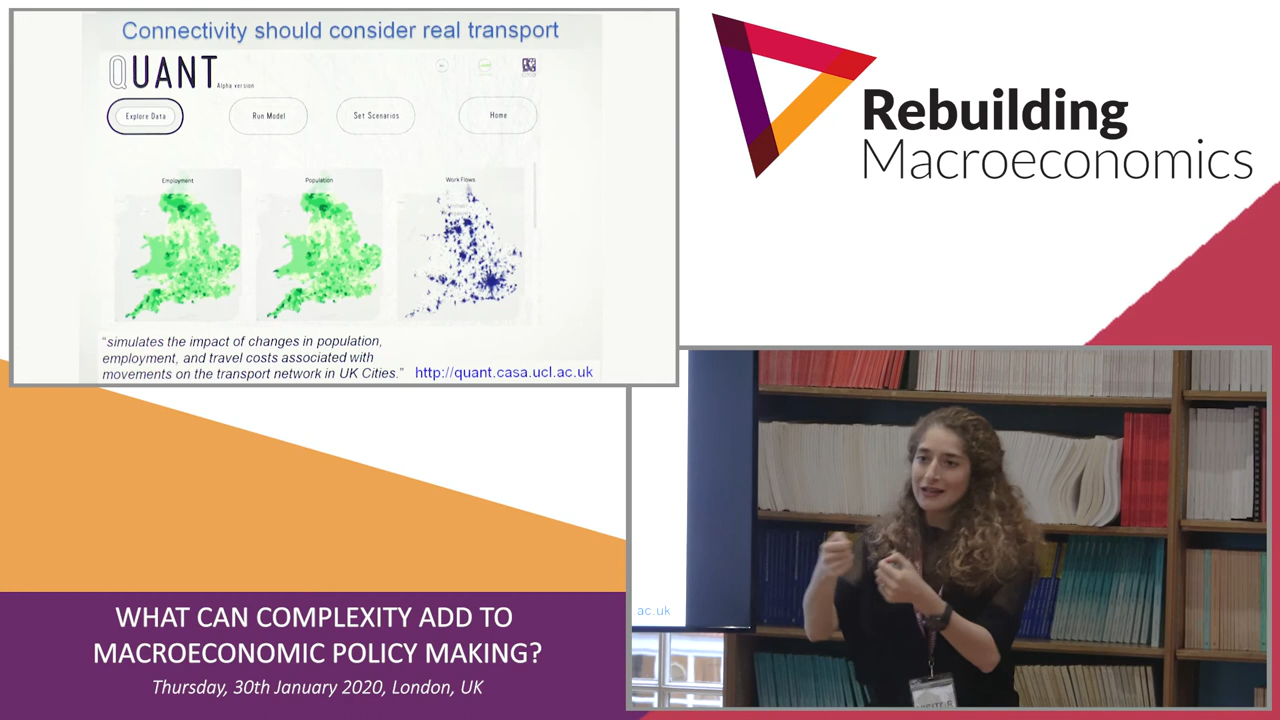 Connectivity should consider real transport
QUANT
Alpha version
Explore Data
Run Model
Set Scenarios
Home
Employment
Population
Work Flows
"simulates the impact of changes in population,
employment, and travel costs associated with
movements on the transport network in UK Cities."
http://quant.casa.ucl.ac.uk
Rebuilding
Macroeconomics
.ac.uk
WHAT CAN COMPLEXITY ADD TO
MACROECONOMIC POLICY MAKING?
Thursday, 30th January 2020, London, UK